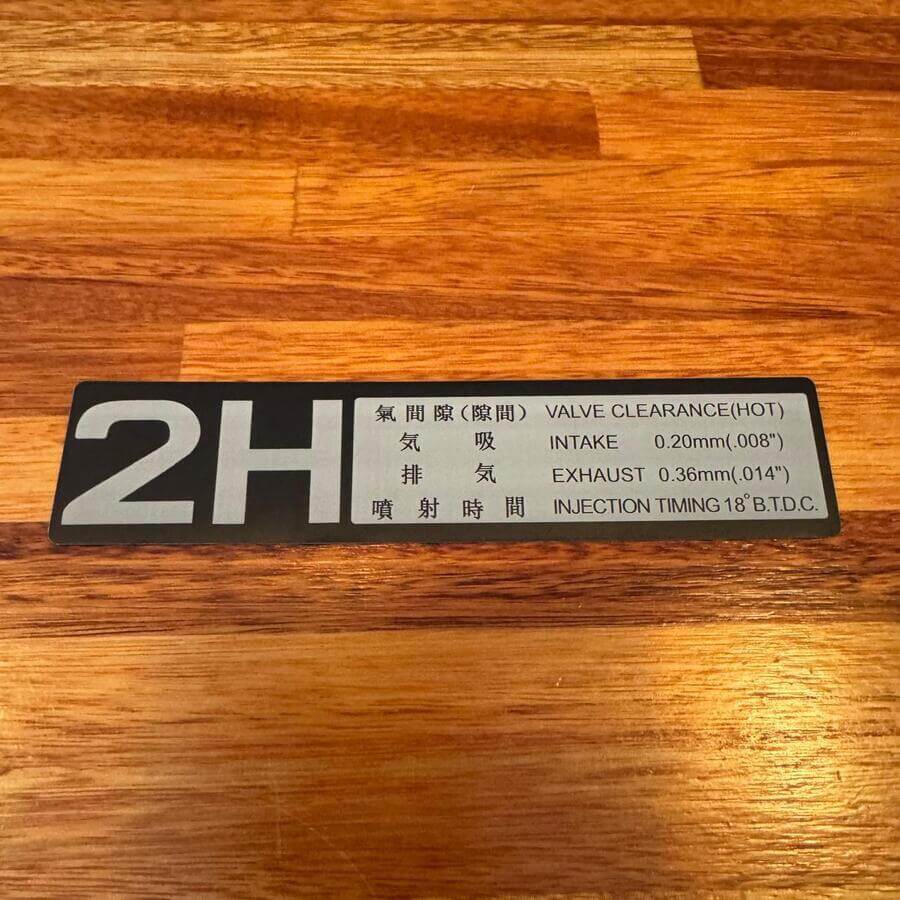 2H
氣間隙(隙間) VALVE CLEARANCE(HOT)
気吸 INTAKE 0.20mm(.008")
排気 EXHAUST 0.36mm(.014")
噴射時間 INJECTION TIMING 18° B.T.D.C.